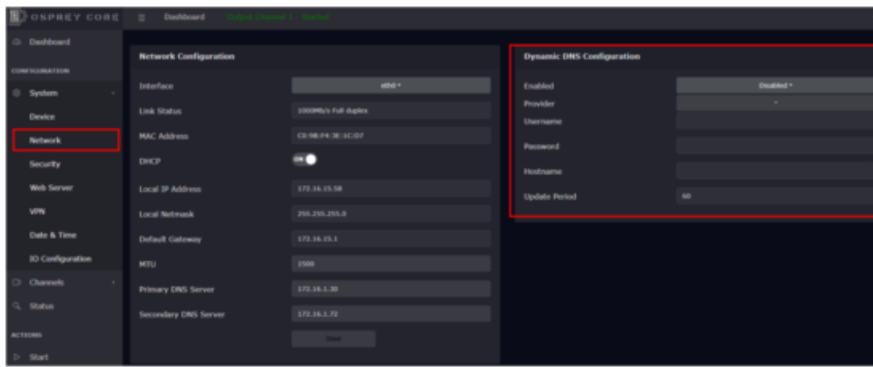 OSPREY CORE
Dashboard
Output Channel 1 - Started
Dashboard
CONFIGURATION
System
Device
Network
Security
Web Server
VPN
Date & Time
IO Configuration
Channels
Status
ACTIONS
Start
Network Configuration
Interface eth0
Link Status 1000Mb/s Full duplex
MAC Address
DHCP ON
Local IP Address 172.16.15.58
Local Netmask 255.255.255.0
Default Gateway 172.16.15.1
MTU 1500
Primary DNS Server 172.16.1.30
Secondary DNS Server 172.16.1.72
Save
Dynamic DNS Configuration
Enabled Disabled
Provider -
Username
Password
Hostname
Update Period 60